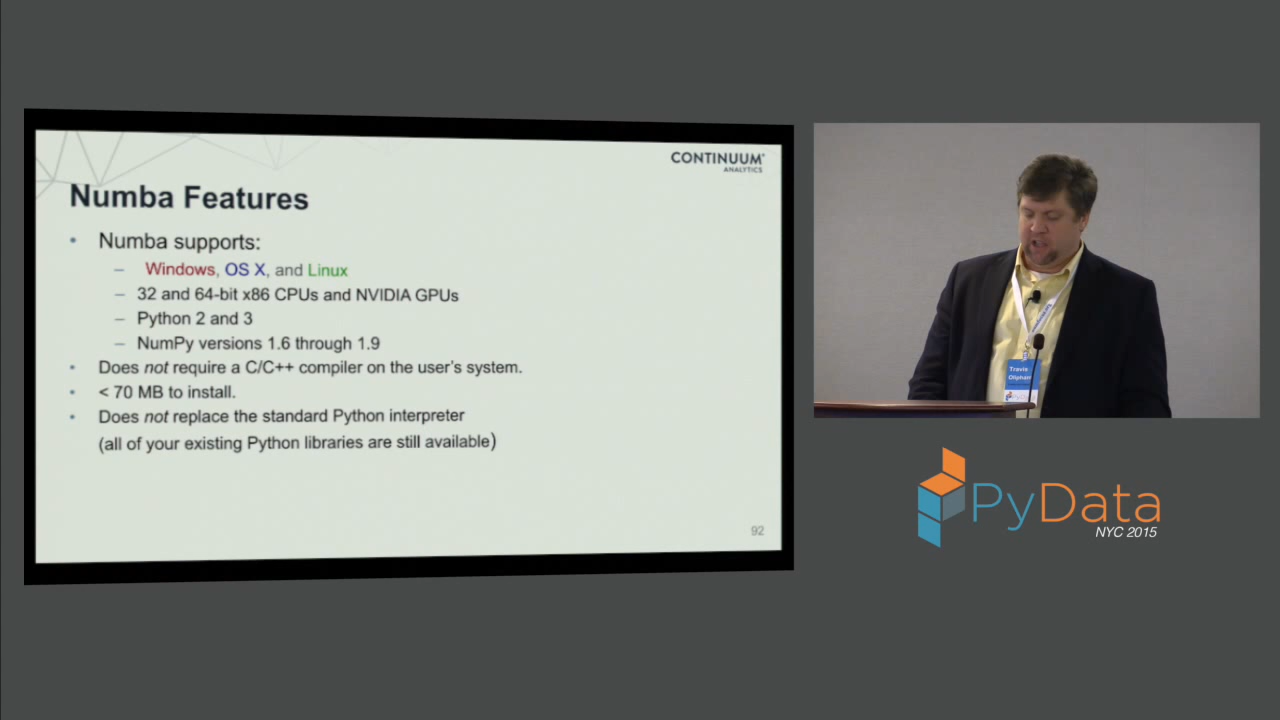 CONTINUUM
ANALYTICS
Numba Features
• Numba supports:
– Windows, OS X, and Linux
– 32 and 64-bit x86 CPUs and NVIDIA GPUs
– Python 2 and 3
– NumPy versions 1.6 through 1.9
• Does not require a C/C++ compiler on the user's system.
• < 70 MB to install.
• Does not replace the standard Python interpreter
(all of your existing Python libraries are still available)
92
Travis
Oliphant
PyData
PyData
NYC 2015